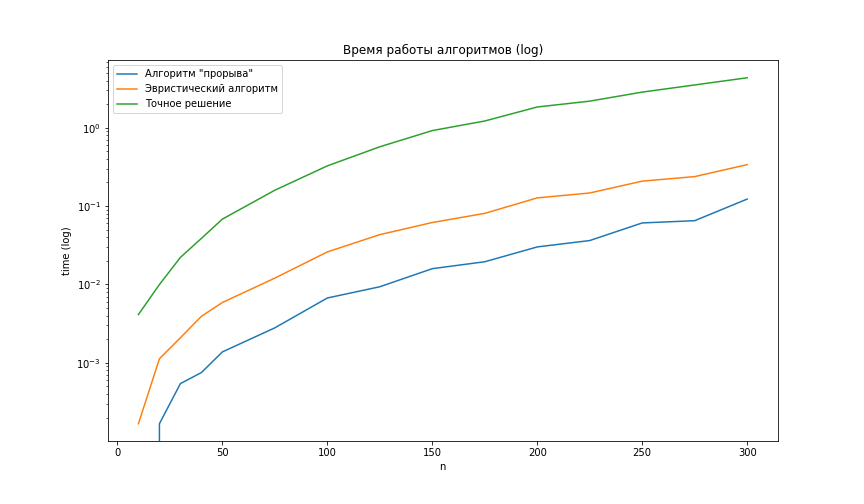 Время работы алгоритмов (log)
Алгоритм "прорыва"
Эвристический алгоритм
Точное решение
time (log)
10⁰
10⁻¹
10⁻²
10⁻³
0 50 100 150 200 250 300
n